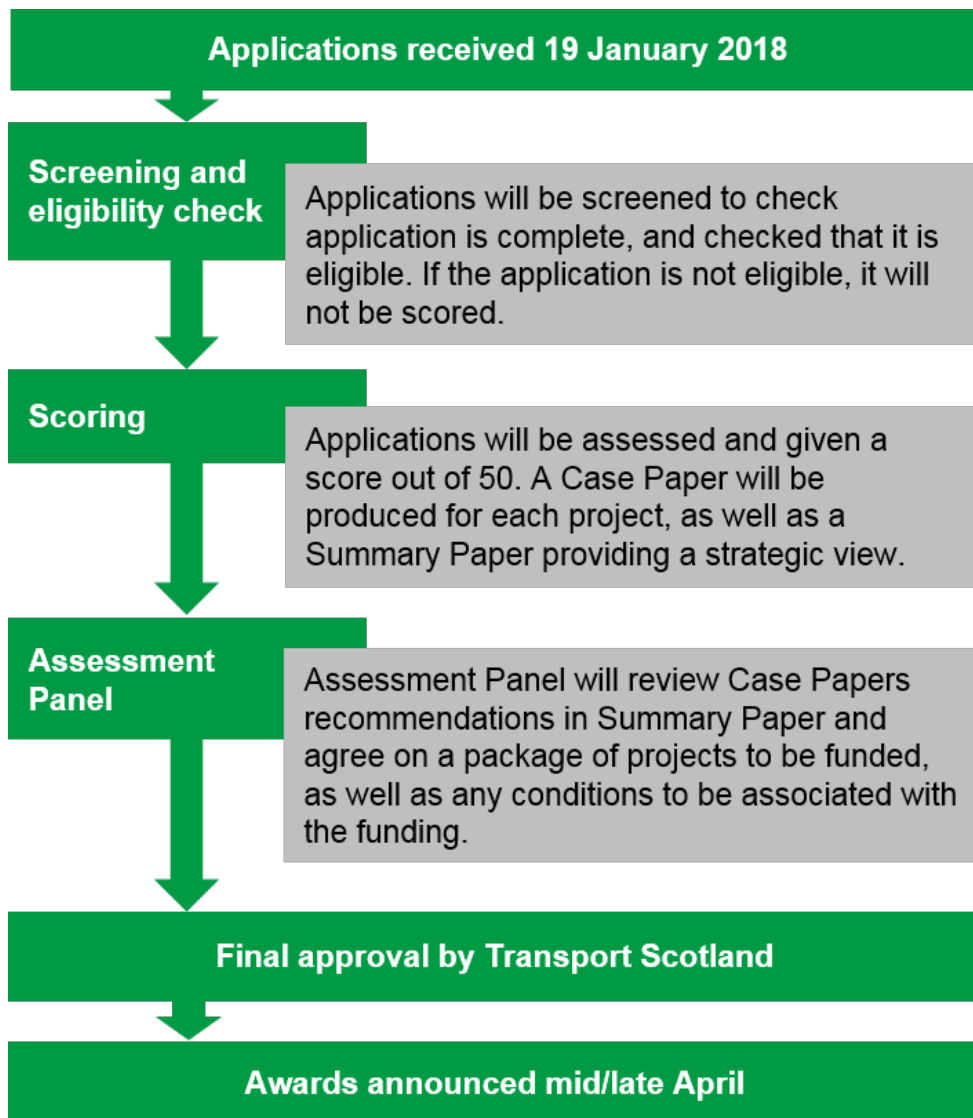 Applications received 19 January 2018
Screening and
eligibility check
Applications will be screened to check
application is complete, and checked that it is
eligible. If the application is not eligible, it will
not be scored.
Scoring
Applications will be assessed and given a
score out of 50. A Case Paper will be
produced for each project, as well as a
Summary Paper providing a strategic view.
Assessment
Panel
Assessment Panel will review Case Papers
recommendations in Summary Paper and
agree on a package of projects to be funded,
as well as any conditions to be associated with
the funding.
Final approval by Transport Scotland
Awards announced mid/late April